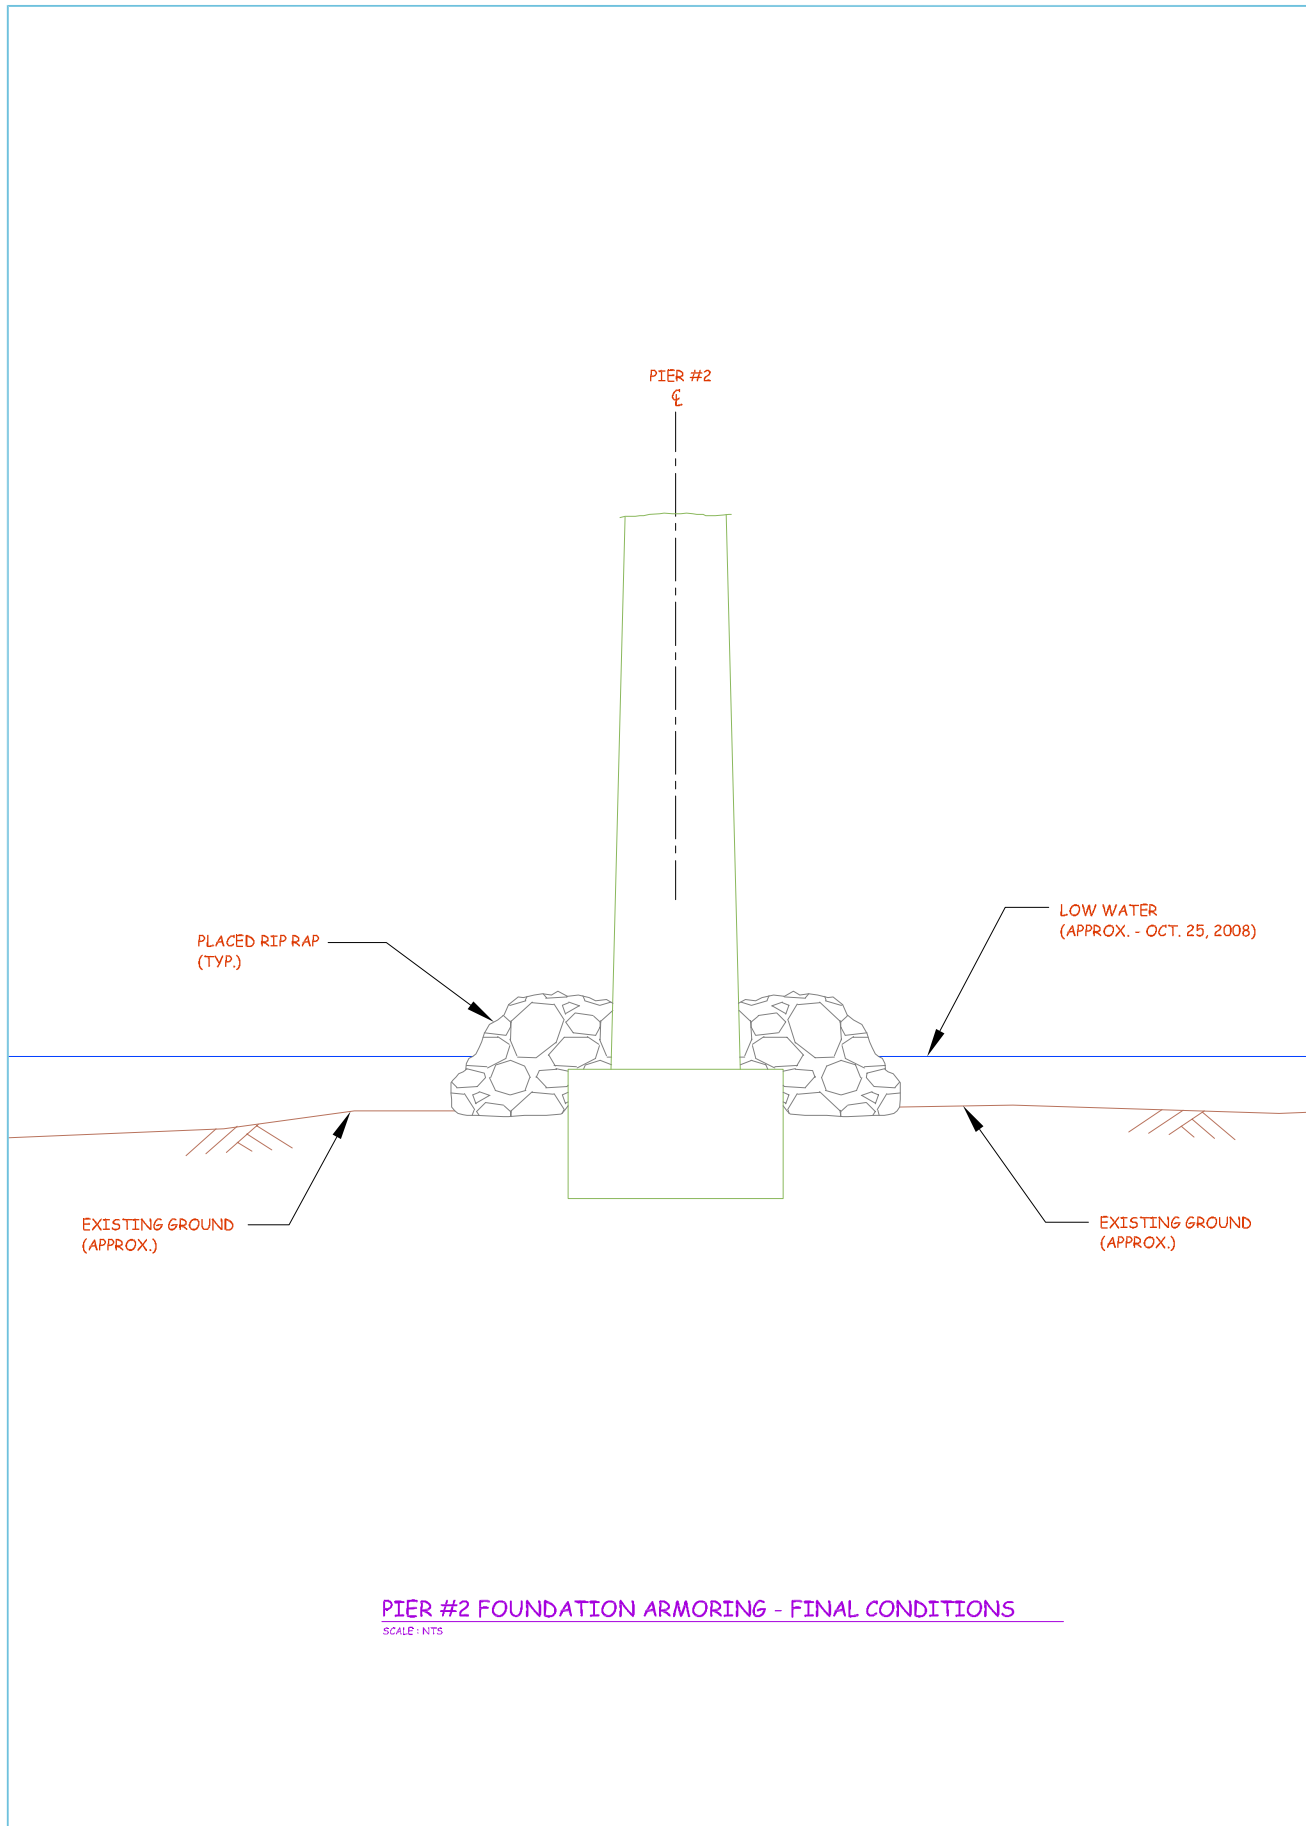 PIER #2
℄
PLACED RIP RAP
(TYP.)
LOW WATER
(APPROX. - OCT. 25, 2008)
EXISTING GROUND
(APPROX.)
EXISTING GROUND
(APPROX.)
PIER #2 FOUNDATION ARMORING - FINAL CONDITIONS
SCALE : NTS